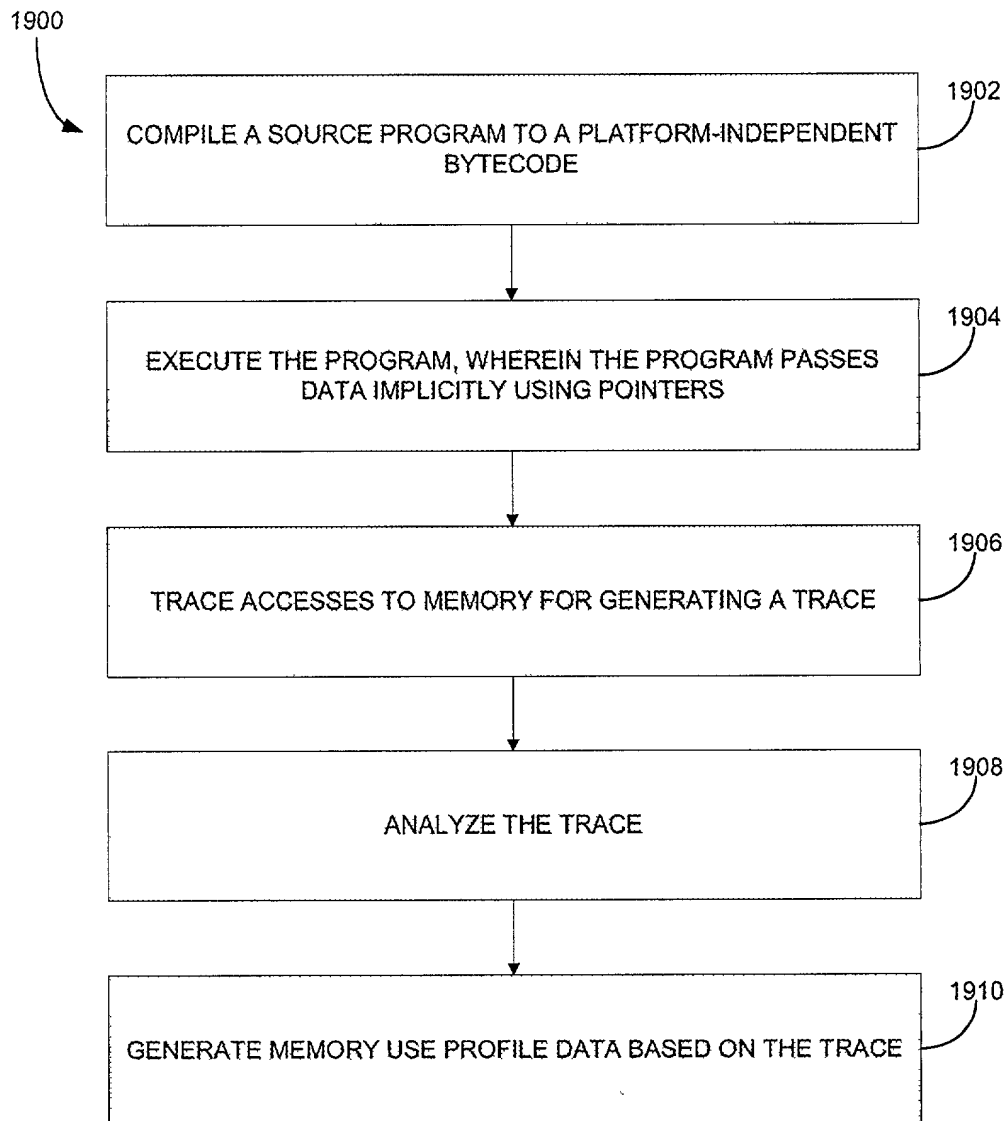 1900
1902
COMPILE A SOURCE PROGRAM TO A PLATFORM-INDEPENDENT
BYTECODE
1904
EXECUTE THE PROGRAM, WHEREIN THE PROGRAM PASSES
DATA IMPLICITLY USING POINTERS
1906
TRACE ACCESSES TO MEMORY FOR GENERATING A TRACE
1908
ANALYZE THE TRACE
1910
GENERATE MEMORY USE PROFILE DATA BASED ON THE TRACE